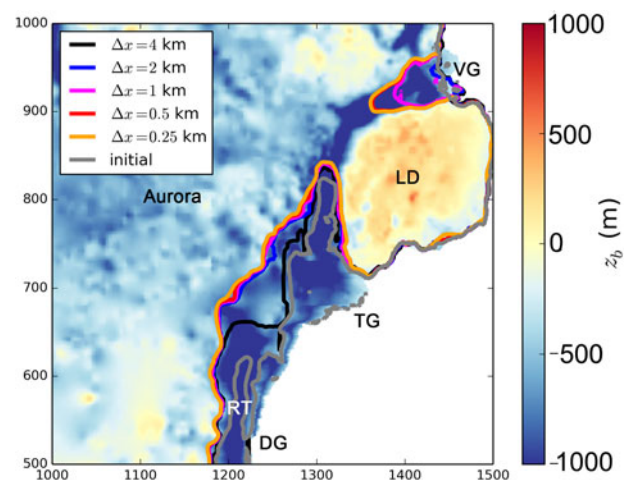 1000
900
800
700
600
500
1000
1100
1200
1300
1400
1500
Δx=4 km
Δx=2 km
Δx=1 km
Δx=0.5 km
Δx=0.25 km
initial
VG
LD
Aurora
TG
RT
DG
1000
500
0
−500
−1000
z_b (m)